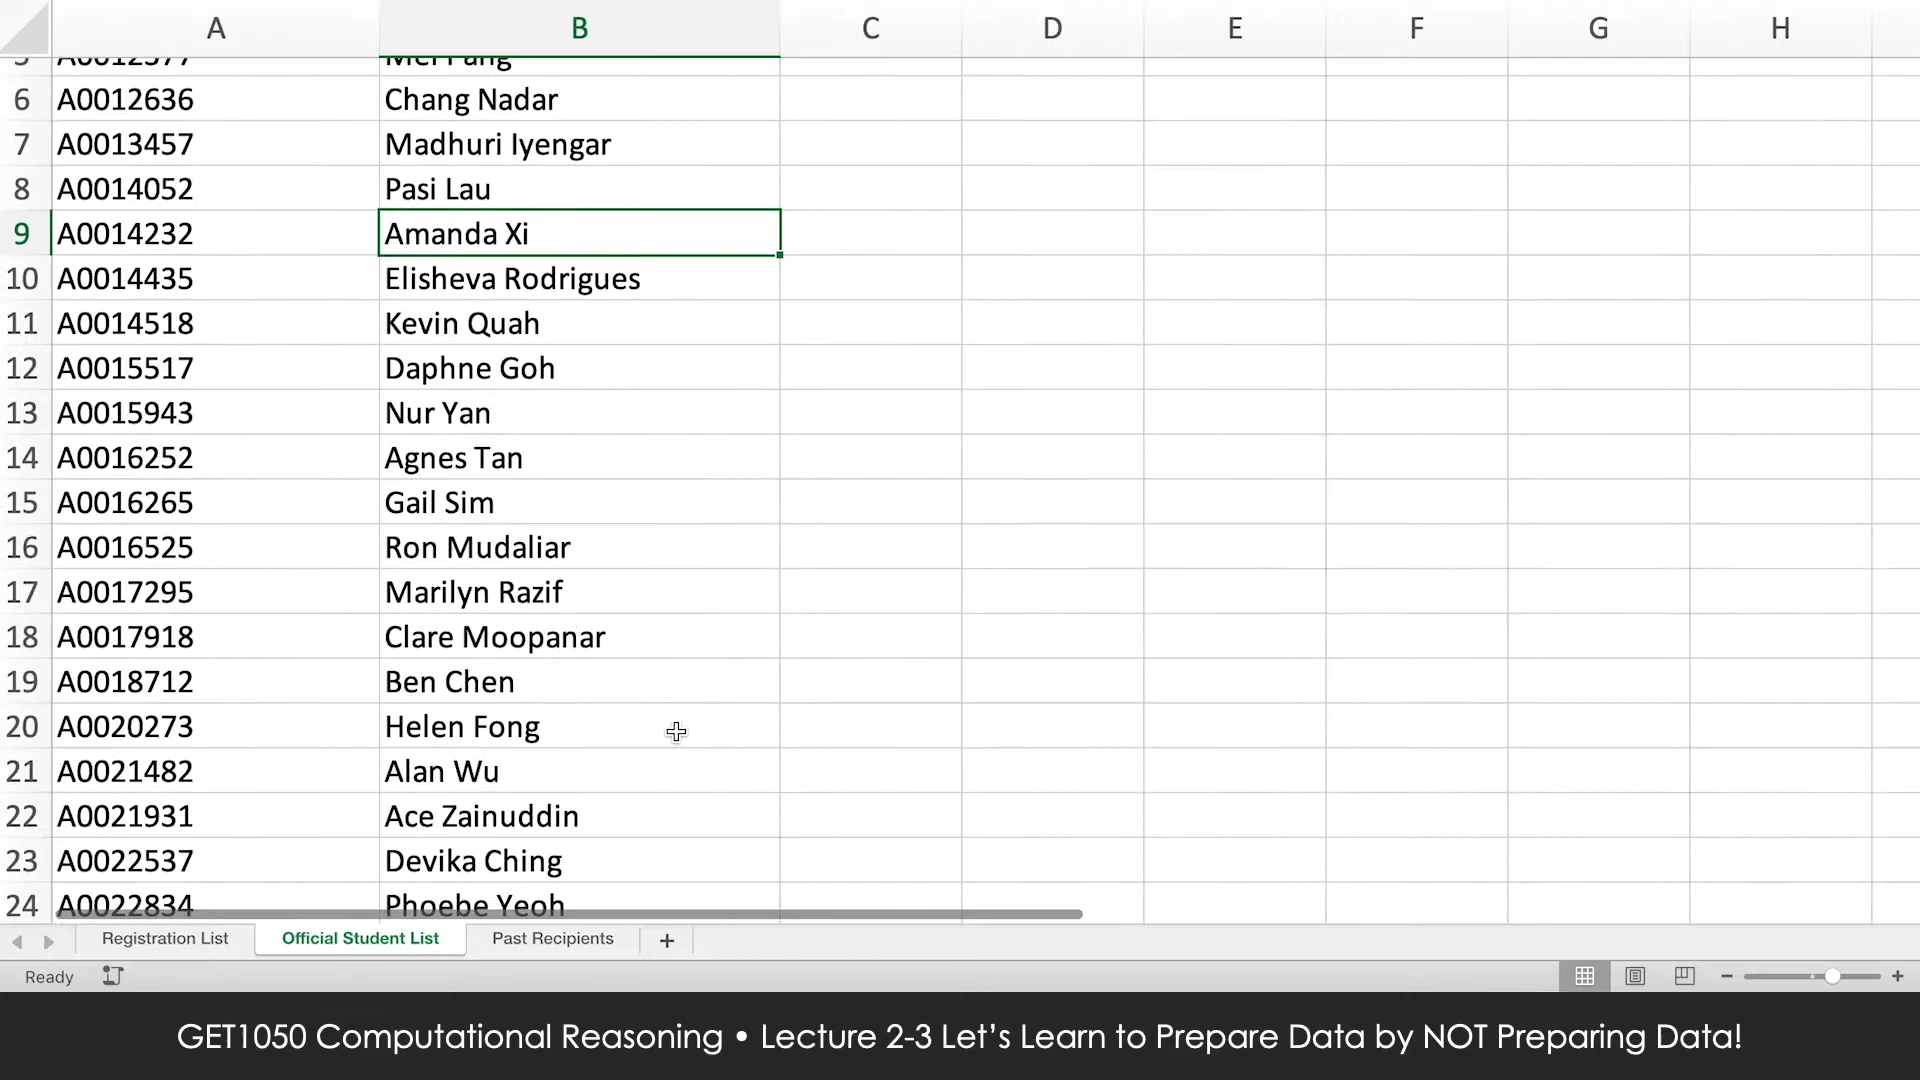 A B C D E F G H
5 A0012577 Mei Fang
6 A0012636 Chang Nadar
7 A0013457 Madhuri Iyengar
8 A0014052 Pasi Lau
9 A0014232 Amanda Xi
10 A0014435 Elisheva Rodrigues
11 A0014518 Kevin Quah
12 A0015517 Daphne Goh
13 A0015943 Nur Yan
14 A0016252 Agnes Tan
15 A0016265 Gail Sim
16 A0016525 Ron Mudaliar
17 A0017295 Marilyn Razif
18 A0017918 Clare Moopanar
19 A0018712 Ben Chen
20 A0020273 Helen Fong
21 A0021482 Alan Wu
22 A0021931 Ace Zainuddin
23 A0022537 Devika Ching
24 A0022834 Phoebe Yeoh
Registration List Official Student List Past Recipients +
Ready
GET1050 Computational Reasoning • Lecture 2-3 Let’s Learn to Prepare Data by NOT Preparing Data!